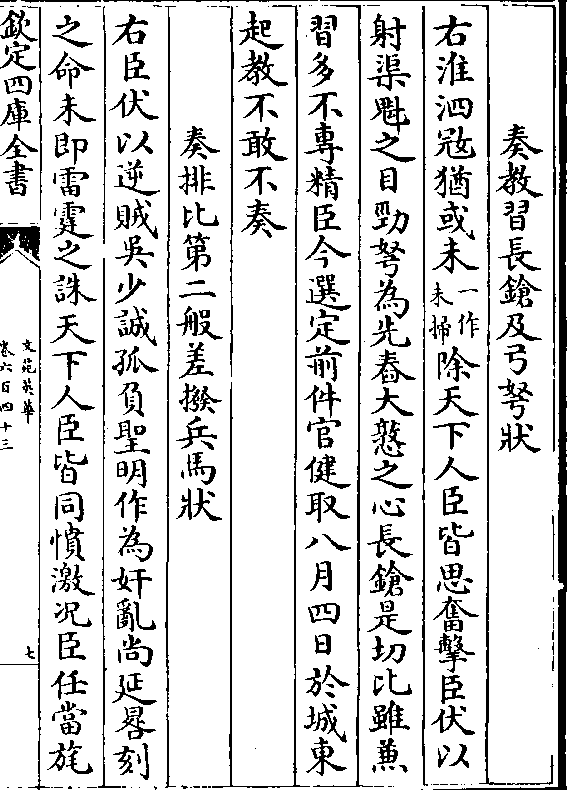 奏教習長鎗及弓弩狀
右淮泗冦猶或未一作未掃除天下人臣皆思奮擊臣伏以
射渠魁之目勁弩為先舂大憝之心長鎗是切比雖兼
習多不專精臣今選定前件官健取八月四日於城東
起教不敢不奏
奏排比第二般差撥兵馬狀
右臣伏以逆賊吳少誠孤負聖明作為奸亂尚延晷刻
之命未即雷霆之誅天下人臣皆同憤激况臣任當旄
欽定四庫全書
文苑英華
卷六百四十三
七